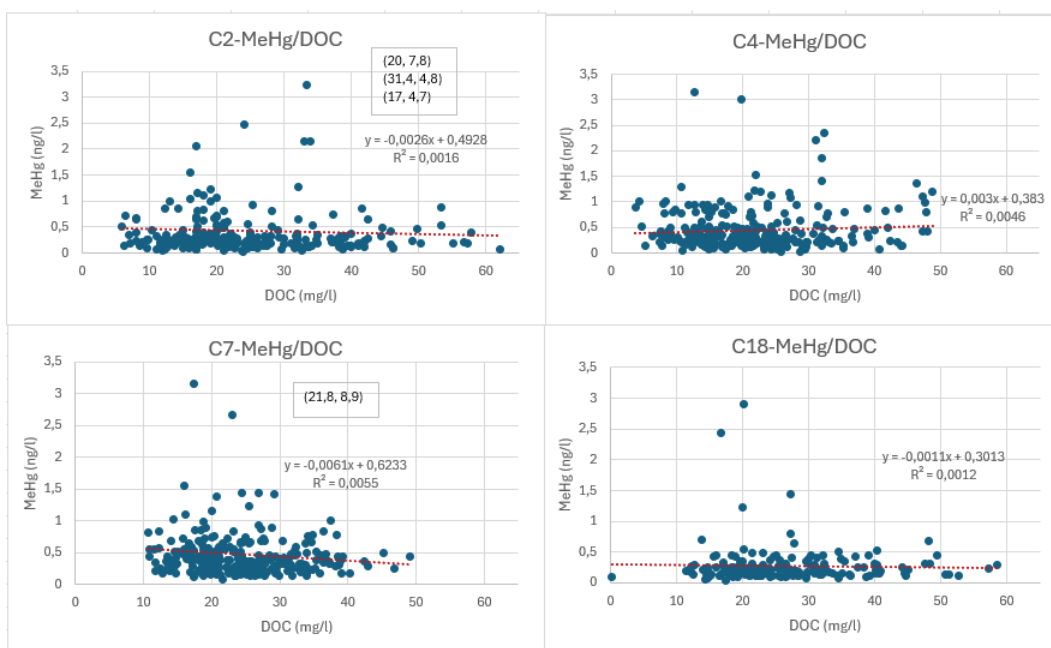 C2-MeHg/DOC
(20, 7,8)
(31,4, 4,8)
(17, 4,7)
3,5
3
2,5
2
1,5
1
0,5
0
MeHg (ng/l)
y = -0,0026x + 0,4928
R² = 0,0016
0 10 20 30 40 50 60
DOC (mg/l)
C4-MeHg/DOC
3,5
3
2,5
2
1,5
1
0,5
0
MeHg (ng/l)
y = 0,003x + 0,383
R² = 0,0046
0 10 20 30 40 50 60
DOC (mg/l)
C7-MeHg/DOC
(21,8, 8,9)
3,5
3
2,5
2
1,5
1
0,5
0
MeHg (ng/l)
y = -0,0061x + 0,6233
R² = 0,0055
0 10 20 30 40 50 60
DOC (mg/l)
C18-MeHg/DOC
3,5
3
2,5
2
1,5
1
0,5
0
MeHg (ng/l)
y = -0,0011x + 0,3013
R² = 0,0012
0 10 20 30 40 50 60
DOC (mg/l)